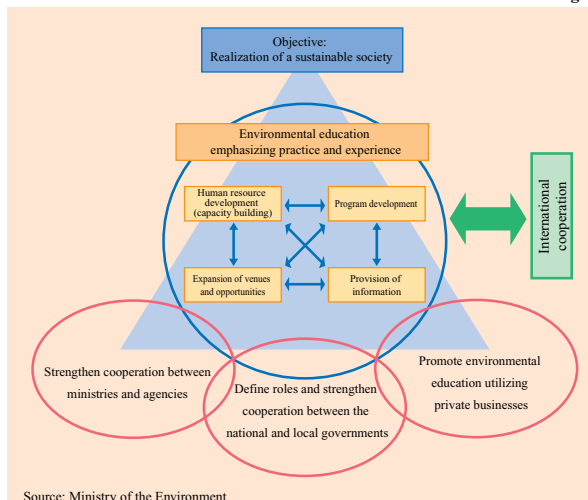 g
Objective:
Realization of a sustainable society
Environmental education
emphasizing practice and experience
Human resource
development
(capacity building)
Program development
Expansion of venues
and opportunities
Provision of
information
International
cooperation
Strengthen cooperation between
ministries and agencies
Define roles and strengthen
cooperation between the
national and local governments
Promote environmental
education utilizing
private businesses
Source: Ministry of the Environment